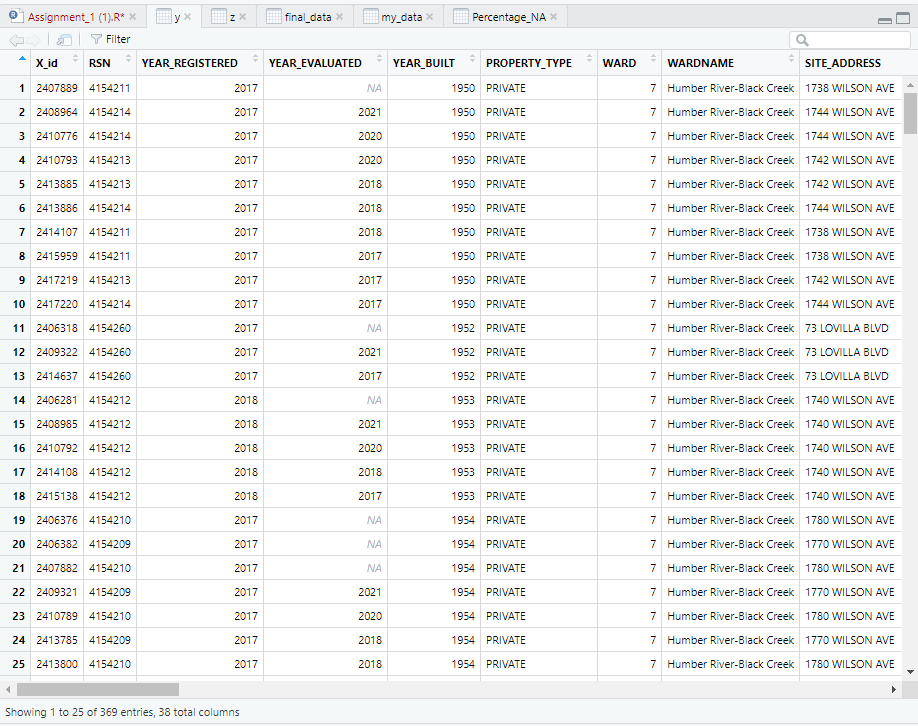 Assignment_1 (1).R* × y × z × final_data × my_data × Percentage_NA ×
Filter
X_id RSN YEAR_REGISTERED YEAR_EVALUATED YEAR_BUILT PROPERTY_TYPE WARD WARDNAME SITE_ADDRESS
1 2407889 4154211 2017 NA 1950 PRIVATE 7 Humber River-Black Creek 1738 WILSON AVE
2 2408964 4154214 2017 2021 1950 PRIVATE 7 Humber River-Black Creek 1744 WILSON AVE
3 2410776 4154214 2017 2020 1950 PRIVATE 7 Humber River-Black Creek 1744 WILSON AVE
4 2410793 4154213 2017 2020 1950 PRIVATE 7 Humber River-Black Creek 1742 WILSON AVE
5 2413885 4154213 2017 2018 1950 PRIVATE 7 Humber River-Black Creek 1742 WILSON AVE
6 2413886 4154214 2017 2018 1950 PRIVATE 7 Humber River-Black Creek 1744 WILSON AVE
7 2414107 4154211 2017 2018 1950 PRIVATE 7 Humber River-Black Creek 1738 WILSON AVE
8 2415959 4154211 2017 2017 1950 PRIVATE 7 Humber River-Black Creek 1738 WILSON AVE
9 2417219 4154213 2017 2017 1950 PRIVATE 7 Humber River-Black Creek 1742 WILSON AVE
10 2417220 4154214 2017 2017 1950 PRIVATE 7 Humber River-Black Creek 1744 WILSON AVE
11 2406318 4154260 2017 NA 1952 PRIVATE 7 Humber River-Black Creek 73 LOVILLA BLVD
12 2409322 4154260 2017 2021 1952 PRIVATE 7 Humber River-Black Creek 73 LOVILLA BLVD
13 2414637 4154260 2017 2017 1952 PRIVATE 7 Humber River-Black Creek 73 LOVILLA BLVD
14 2406281 4154212 2018 NA 1953 PRIVATE 7 Humber River-Black Creek 1740 WILSON AVE
15 2408985 4154212 2018 2021 1953 PRIVATE 7 Humber River-Black Creek 1740 WILSON AVE
16 2410792 4154212 2018 2020 1953 PRIVATE 7 Humber River-Black Creek 1740 WILSON AVE
17 2414108 4154212 2018 2018 1953 PRIVATE 7 Humber River-Black Creek 1740 WILSON AVE
18 2415138 4154212 2018 2017 1953 PRIVATE 7 Humber River-Black Creek 1740 WILSON AVE
19 2406376 4154210 2017 NA 1954 PRIVATE 7 Humber River-Black Creek 1780 WILSON AVE
20 2406382 4154209 2017 NA 1954 PRIVATE 7 Humber River-Black Creek 1770 WILSON AVE
21 2407882 4154210 2017 NA 1954 PRIVATE 7 Humber River-Black Creek 1780 WILSON AVE
22 2409321 4154209 2017 2021 1954 PRIVATE 7 Humber River-Black Creek 1770 WILSON AVE
23 2410789 4154210 2017 2020 1954 PRIVATE 7 Humber River-Black Creek 1780 WILSON AVE
24 2413785 4154209 2017 2018 1954 PRIVATE 7 Humber River-Black Creek 1770 WILSON AVE
25 2413800 4154210 2017 2018 1954 PRIVATE 7 Humber River-Black Creek 1780 WILSON AVE
Showing 1 to 25 of 369 entries, 38 total columns